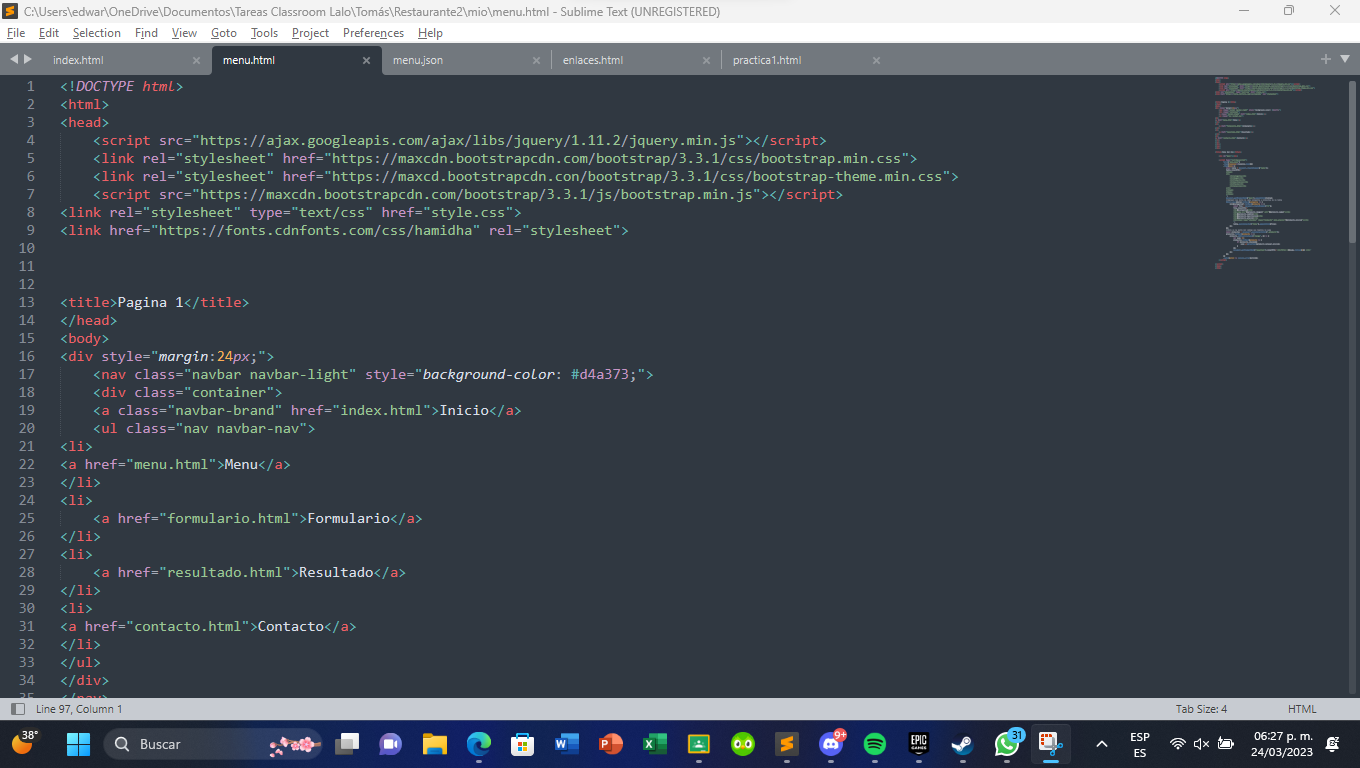 C:\Users\edwar\OneDrive\Documentos\Tareas Classroom Lalo\Tomás\Restaurante2\mio\menu.html - Sublime Text (UNREGISTERED)
File Edit Selection Find View Goto Tools Project Preferences Help
index.html menu.html menu.json enlaces.html practica1.html
1 <!DOCTYPE html>
2 <html>
3 <head>
4 <script src="https://ajax.googleapis.com/ajax/libs/jquery/1.11.2/jquery.min.js"></script>
5 <link rel="stylesheet" href="https://maxcdn.bootstrapcdn.com/bootstrap/3.3.1/css/bootstrap.min.css">
6 <link rel="stylesheet" href="https://maxcd.bootstrapcdn.con/bootstrap/3.3.1/css/bootstrap-theme.min.css">
7 <script src="https://maxcdn.bootstrapcdn.com/bootstrap/3.3.1/js/bootstrap.min.js"></script>
8 <link rel="stylesheet" type="text/css" href="style.css">
9 <link href="https://fonts.cdnfonts.com/css/hamidha" rel="stylesheet">
10
11
12
13 <title>Pagina 1</title>
14 </head>
15 <body>
16 <div style="margin:24px;">
17 <nav class="navbar navbar-light" style="background-color: #d4a373;">
18 <div class="container">
19 <a class="navbar-brand" href="index.html">Inicio</a>
20 <ul class="nav navbar-nav">
21 <li>
22 <a href="menu.html">Menu</a>
23 </li>
24 <li>
25 <a href="formulario.html">Formulario</a>
26 </li>
27 <li>
28 <a href="resultado.html">Resultado</a>
29 </li>
30 <li>
31 <a href="contacto.html">Contacto</a>
32 </li>
33 </ul>
34 </div>
35 </nav>
Line 97, Column 1 Tab Size: 4 HTML
38° Buscar 9+ EPIC GAMES 31 ESP 06:27 p. m.
ES 24/03/2023